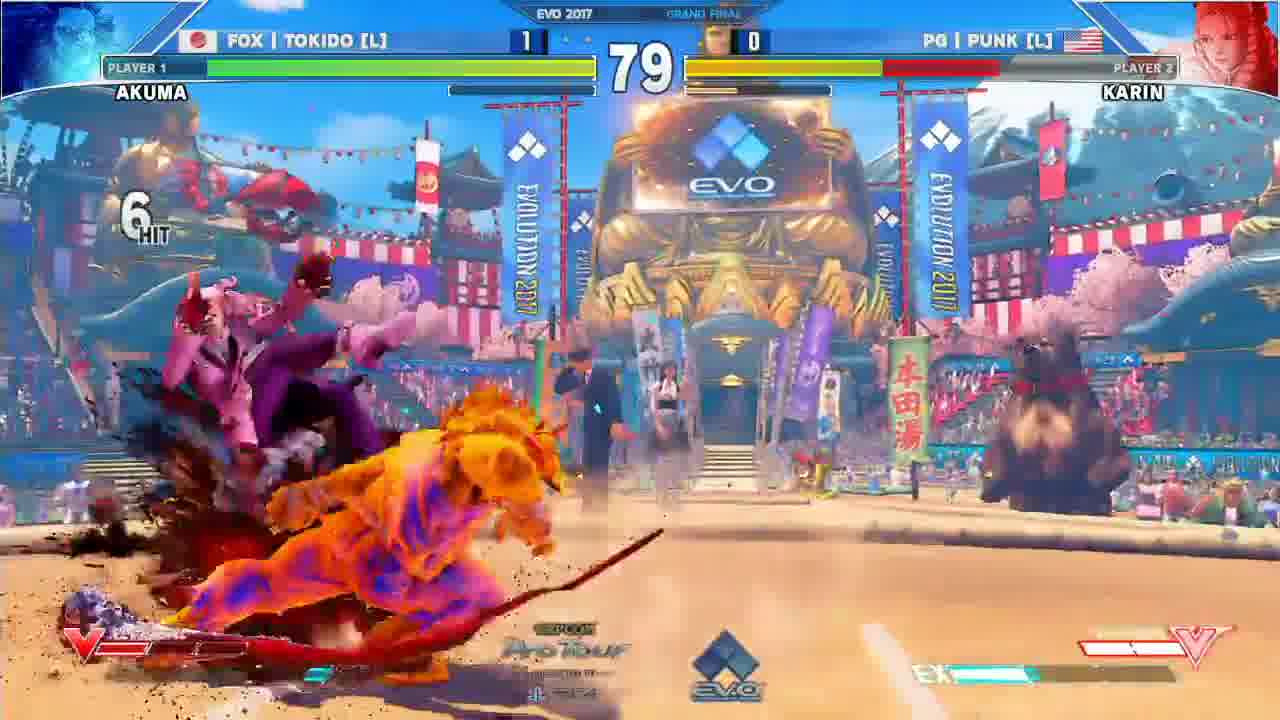 EVO 2017 GRAND FINAL
FOX | TOKIDO [L] 1
79
0 PG | PUNK [L]
PLAYER 1
PLAYER 2
AKUMA
KARIN
EVO
EVOLUTION 2017
EVOLUTION 2017
6 HIT
本田湯
CAPCOM
Pro Tour
EX
EVO